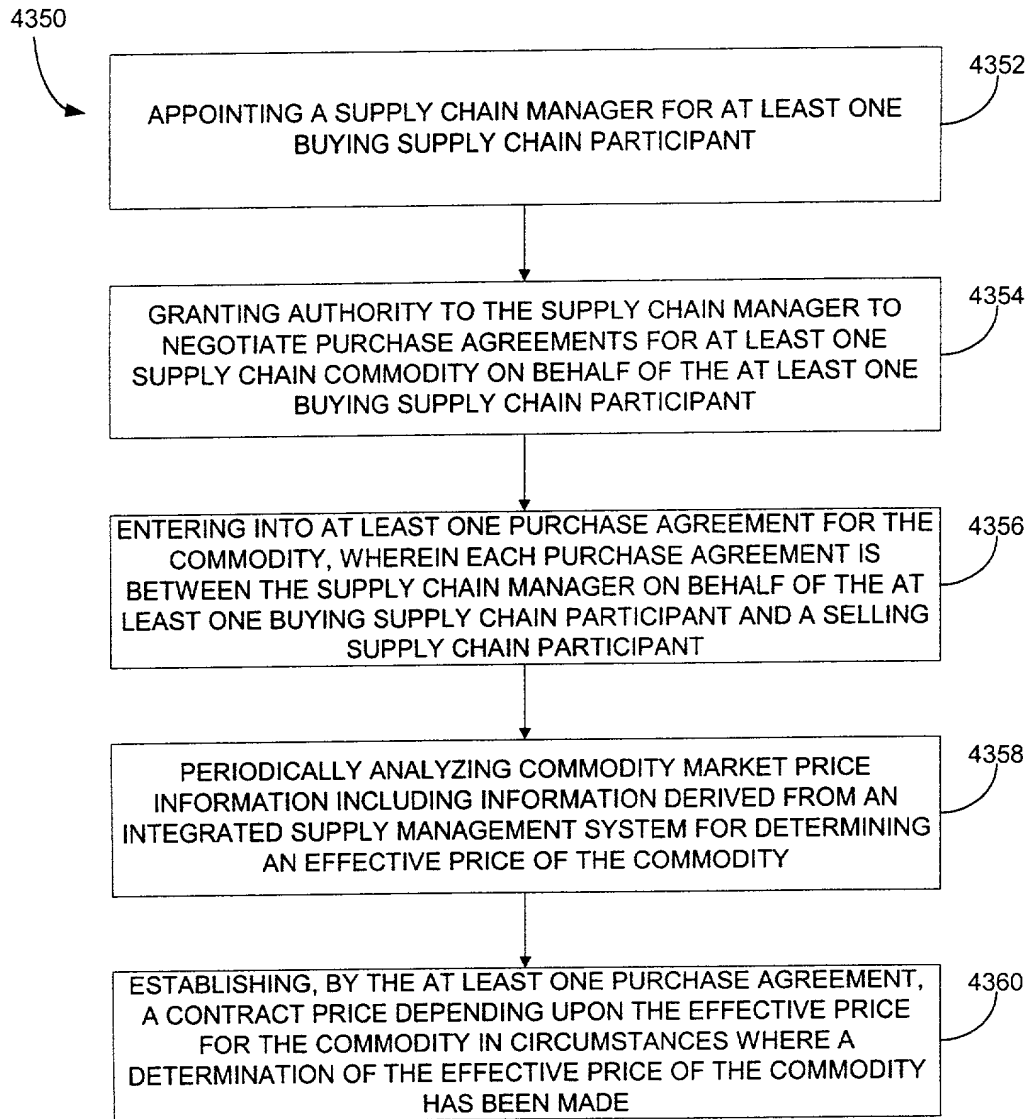 4350
4352
APPOINTING A SUPPLY CHAIN MANAGER FOR AT LEAST ONE
BUYING SUPPLY CHAIN PARTICIPANT
4354
GRANTING AUTHORITY TO THE SUPPLY CHAIN MANAGER TO
NEGOTIATE PURCHASE AGREEMENTS FOR AT LEAST ONE
SUPPLY CHAIN COMMODITY ON BEHALF OF THE AT LEAST ONE
BUYING SUPPLY CHAIN PARTICIPANT
4356
ENTERING INTO AT LEAST ONE PURCHASE AGREEMENT FOR THE
COMMODITY, WHEREIN EACH PURCHASE AGREEMENT IS
BETWEEN THE SUPPLY CHAIN MANAGER ON BEHALF OF THE AT
LEAST ONE BUYING SUPPLY CHAIN PARTICIPANT AND A SELLING
SUPPLY CHAIN PARTICIPANT
4358
PERIODICALLY ANALYZING COMMODITY MARKET PRICE
INFORMATION INCLUDING INFORMATION DERIVED FROM AN
INTEGRATED SUPPLY MANAGEMENT SYSTEM FOR DETERMINING
AN EFFECTIVE PRICE OF THE COMMODITY
4360
ESTABLISHING, BY THE AT LEAST ONE PURCHASE AGREEMENT,
A CONTRACT PRICE DEPENDING UPON THE EFFECTIVE PRICE
FOR THE COMMODITY IN CIRCUMSTANCES WHERE A
DETERMINATION OF THE EFFECTIVE PRICE OF THE COMMODITY
HAS BEEN MADE